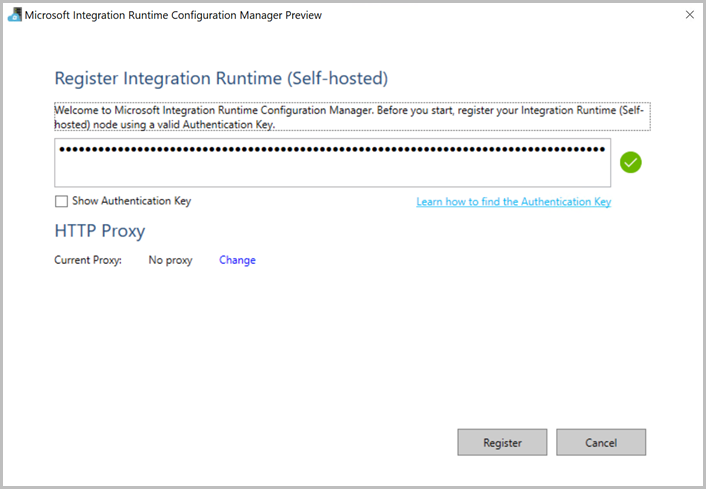 Microsoft Integration Runtime Configuration Manager Preview
Register Integration Runtime (Self-hosted)
Welcome to Microsoft Integration Runtime Configuration Manager. Before you start, register your Integration Runtime (Self-
hosted) node using a valid Authentication Key.
Show Authentication Key
Learn how to find the Authentication Key
HTTP Proxy
Current Proxy: No proxy Change
Register Cancel